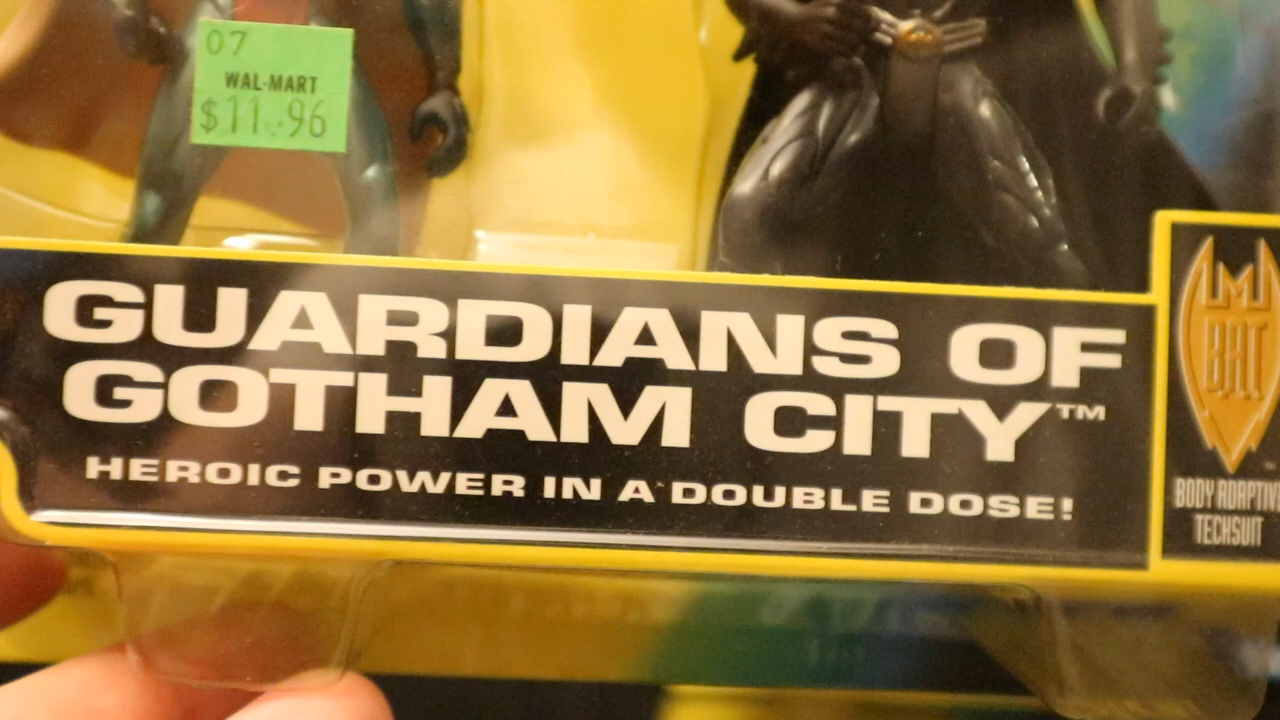 07
WAL-MART
$11.96
GUARDIANS OF
GOTHAM CITY™
HEROIC POWER IN A DOUBLE DOSE!
BAT
BODY ADAPTIVE
TECHSUIT